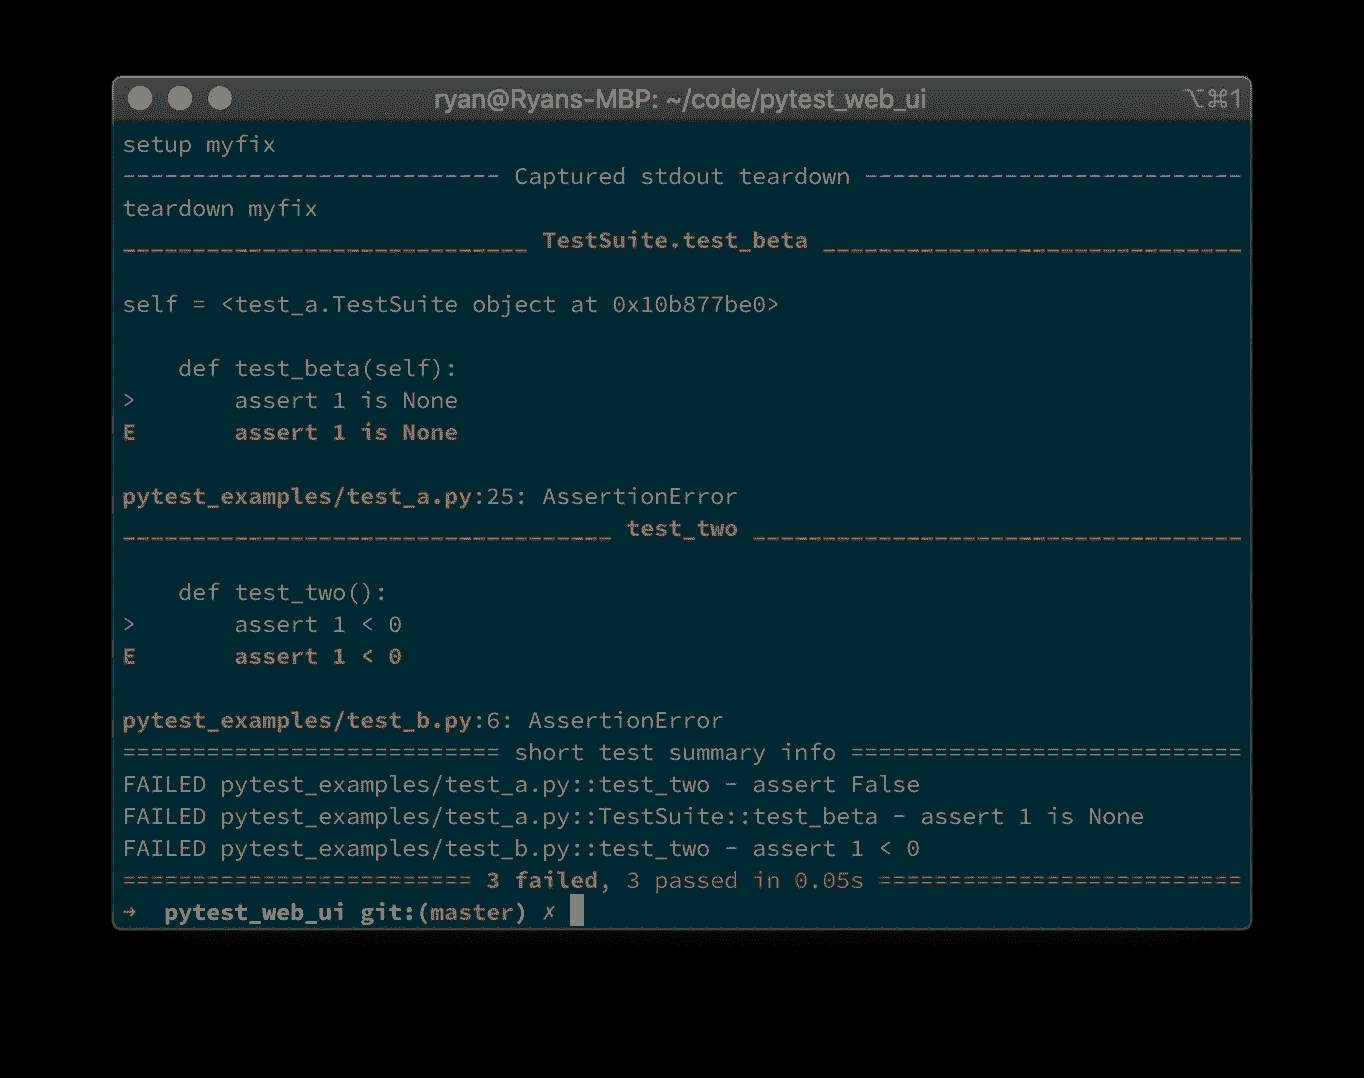 ryan@Ryans-MBP: ~/code/pytest_web_ui ⌥⌘1
setup myfix
--------------------------- Captured stdout teardown ---------------------------
teardown myfix
_____________________________ TestSuite.test_beta ______________________________
self = <test_a.TestSuite object at 0x10b877be0>
    def test_beta(self):
>       assert 1 is None
E       assert 1 is None
pytest_examples/test_a.py:25: AssertionError
___________________________________ test_two ___________________________________
    def test_two():
>       assert 1 < 0
E       assert 1 < 0
pytest_examples/test_b.py:6: AssertionError
=========================== short test summary info ============================
FAILED pytest_examples/test_a.py::test_two - assert False
FAILED pytest_examples/test_a.py::TestSuite::test_beta - assert 1 is None
FAILED pytest_examples/test_b.py::test_two - assert 1 < 0
========================= 3 failed, 3 passed in 0.05s ==========================
→  pytest_web_ui git:(master) ✗